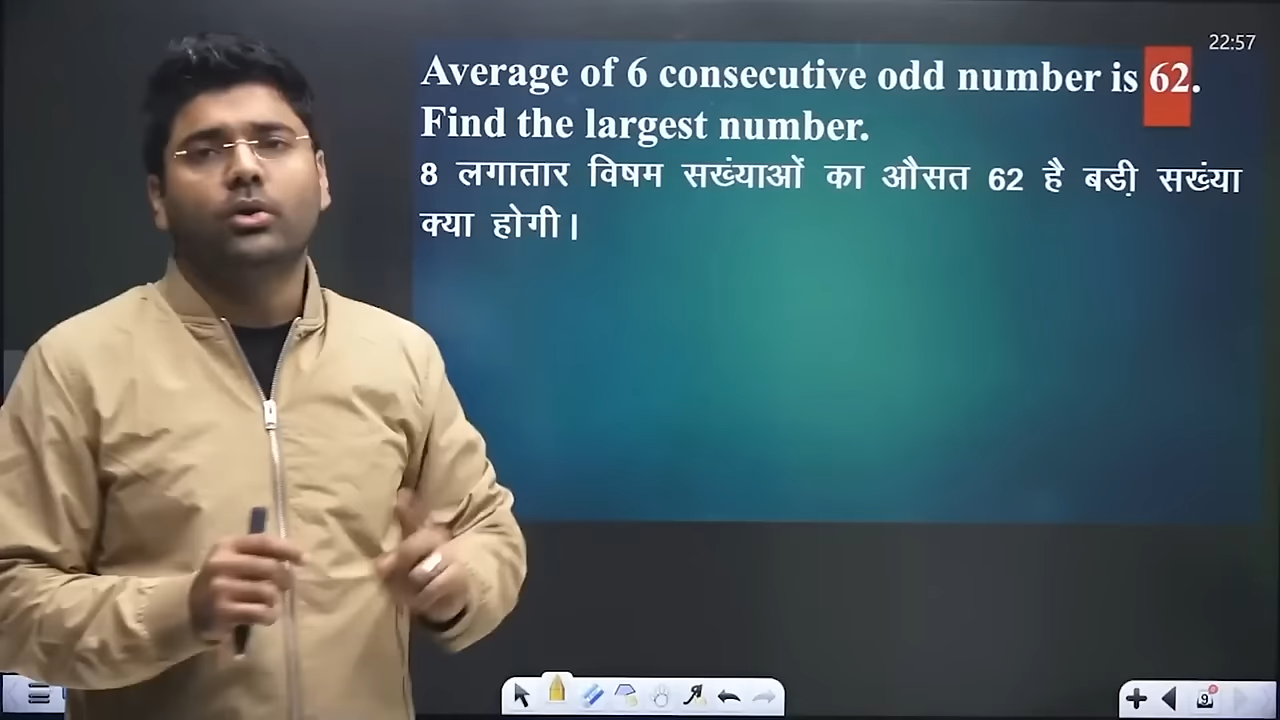 22:57
Average of 6 consecutive odd number is 62.
Find the largest number.
8 लगातार विषम सख्ंयाओं का औसत 62 है बडी़ सख्ंया
क्या होगी।
9